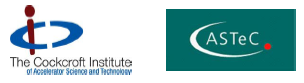 The Cockcroft Institute
of Accelerator Science and Technology
ASTeC